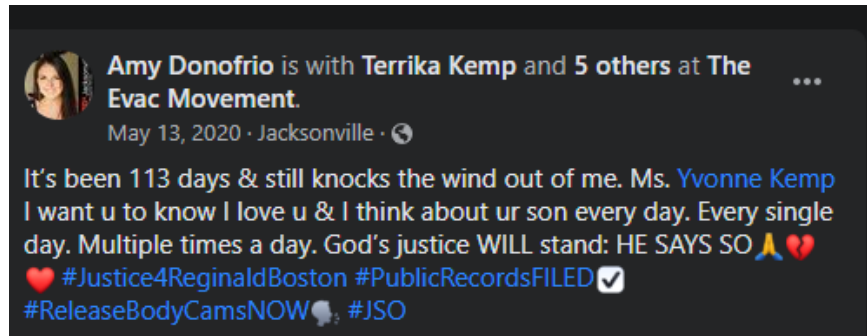 Amy Donofrio is with Terrika Kemp and 5 others at The
Evac Movement.
May 13, 2020 · Jacksonville ·
It's been 113 days & still knocks the wind out of me. Ms. Yvonne Kemp
I want u to know I love u & I think about ur son every day. Every single
day. Multiple times a day. God's justice WILL stand: HE SAYS SO🙏💔
❤️ #Justice4ReginaldBoston #PublicRecordsFILED☑️
#ReleaseBodyCamsNOW🗣️ #JSO